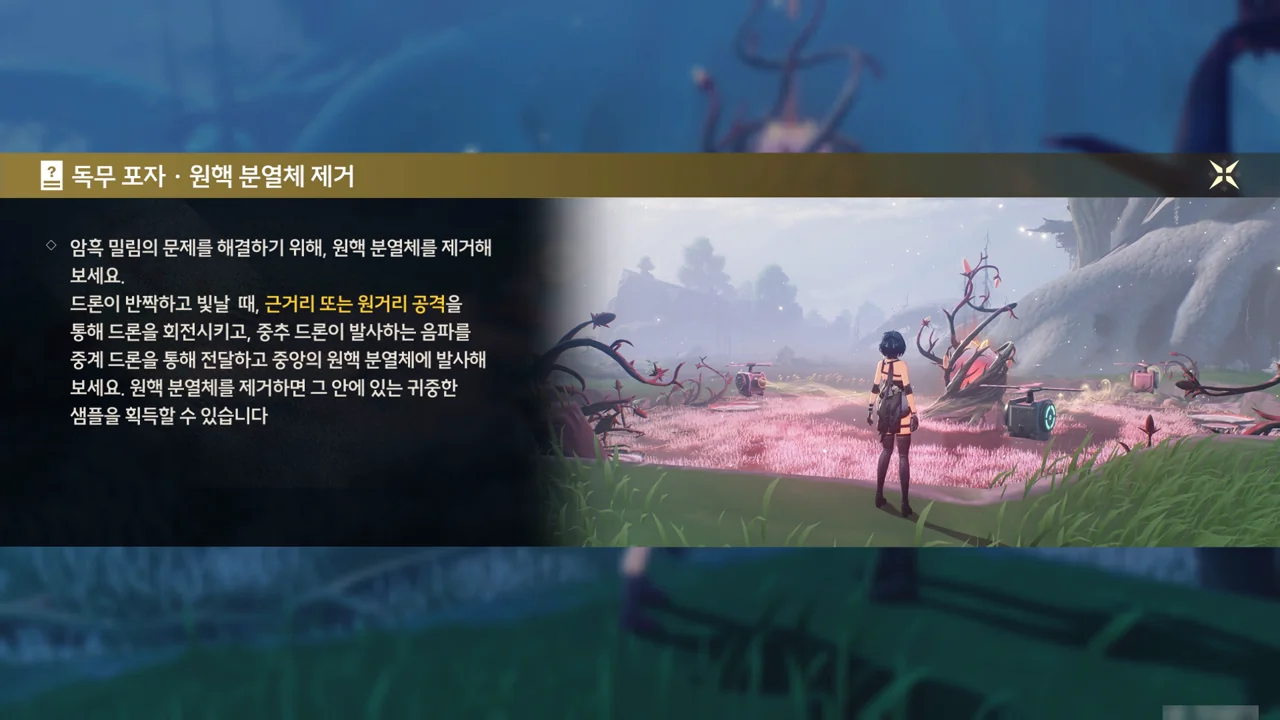 독무 포자 · 원핵 분열체 제거
암흑 밀림의 문제를 해결하기 위해, 원핵 분열체를 제거해
보세요.
드론이 반짝하고 빛날 때, 근거리 또는 원거리 공격을
통해 드론을 회전시키고, 중추 드론이 발사하는 음파를
중계 드론을 통해 전달하고 중앙의 원핵 분열체에 발사해
보세요. 원핵 분열체를 제거하면 그 안에 있는 귀중한
샘플을 획득할 수 있습니다